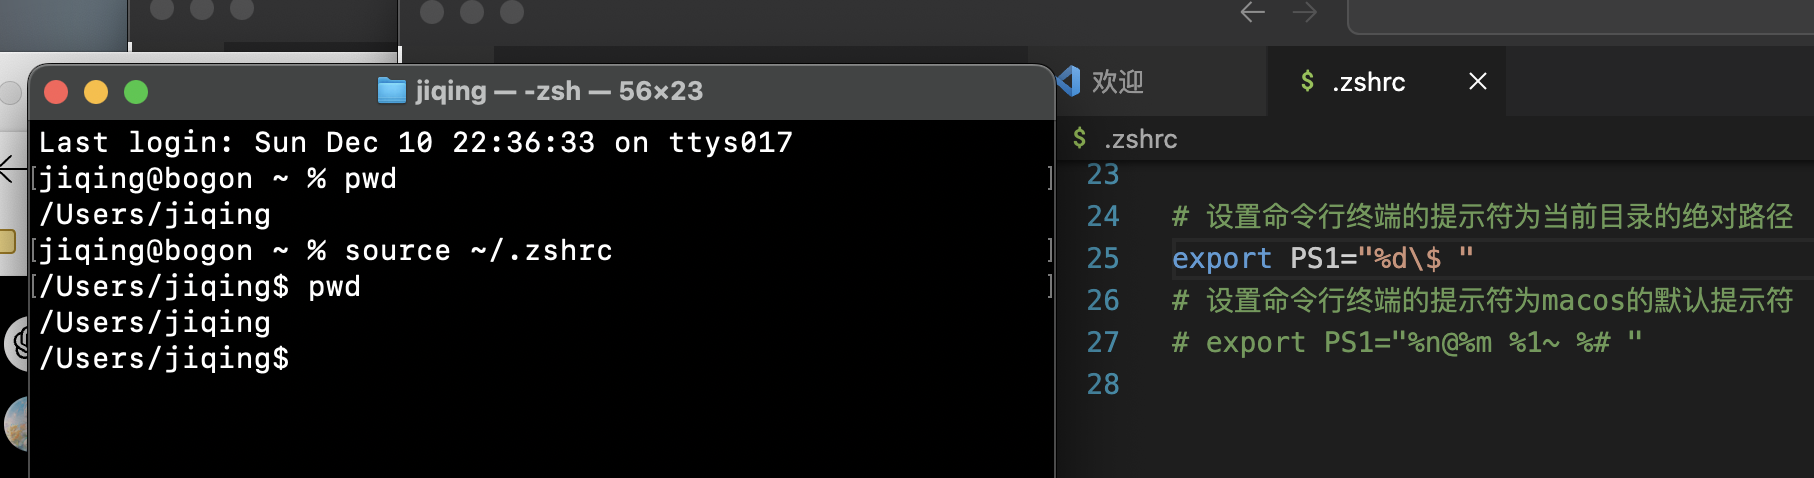 jiqing — -zsh — 56×23
Last login: Sun Dec 10 22:36:33 on ttys017
[jiqing@bogon ~ % pwd ]
/Users/jiqing
[jiqing@bogon ~ % source ~/.zshrc ]
[/Users/jiqing$ pwd ]
/Users/jiqing
/Users/jiqing$
欢迎
$ .zshrc
$ .zshrc
23
24 # 设置命令行终端的提示符为当前目录的绝对路径
25 export PS1="%d\$ "
26 # 设置命令行终端的提示符为macos的默认提示符
27 # export PS1="%n@%m %1~ %# "
28